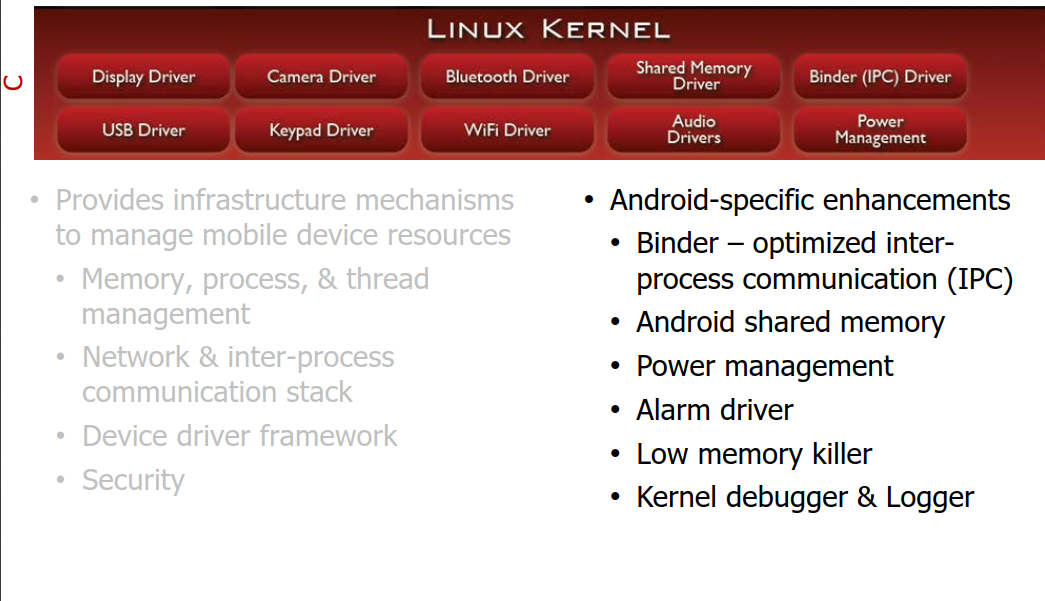 LINUX KERNEL
Display Driver
Camera Driver
Bluetooth Driver
Shared Memory
Driver
Binder (IPC) Driver
USB Driver
Keypad Driver
WiFi Driver
Audio
Drivers
Power
Management
C
• Provides infrastructure mechanisms
to manage mobile device resources
• Memory, process, & thread
management
• Network & inter-process
communication stack
• Device driver framework
• Security
• Android-specific enhancements
• Binder – optimized inter-
process communication (IPC)
• Android shared memory
• Power management
• Alarm driver
• Low memory killer
• Kernel debugger & Logger